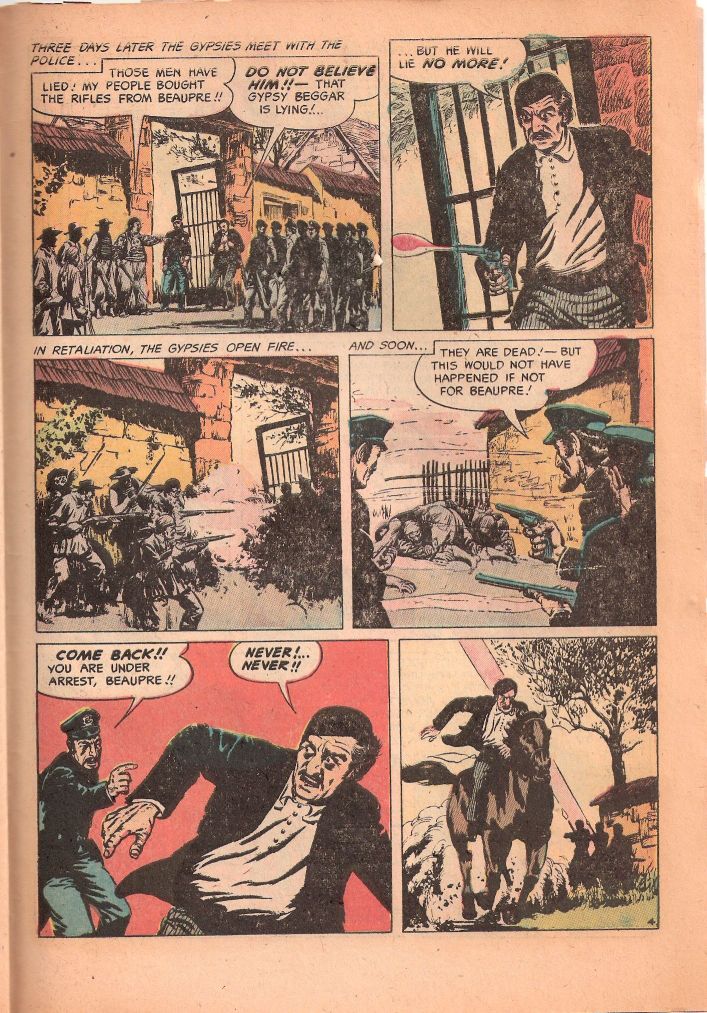 THREE DAYS LATER THE GYPSIES MEET WITH THE
POLICE...
THOSE MEN HAVE
LIED! MY PEOPLE BOUGHT
THE RIFLES FROM BEAUPRE!!
DO NOT BELIEVE
HIM!!— THAT
GYPSY BEGGAR
IS LYING!...
...BUT HE WILL
LIE NO MORE!
IN RETALIATION, THE GYPSIES OPEN FIRE...
AND SOON...
THEY ARE DEAD!— BUT
THIS WOULD NOT HAVE
HAPPENED IF NOT
FOR BEAUPRE!
COME BACK!!
YOU ARE UNDER
ARREST, BEAUPRE!!
NEVER!...
NEVER!!
4